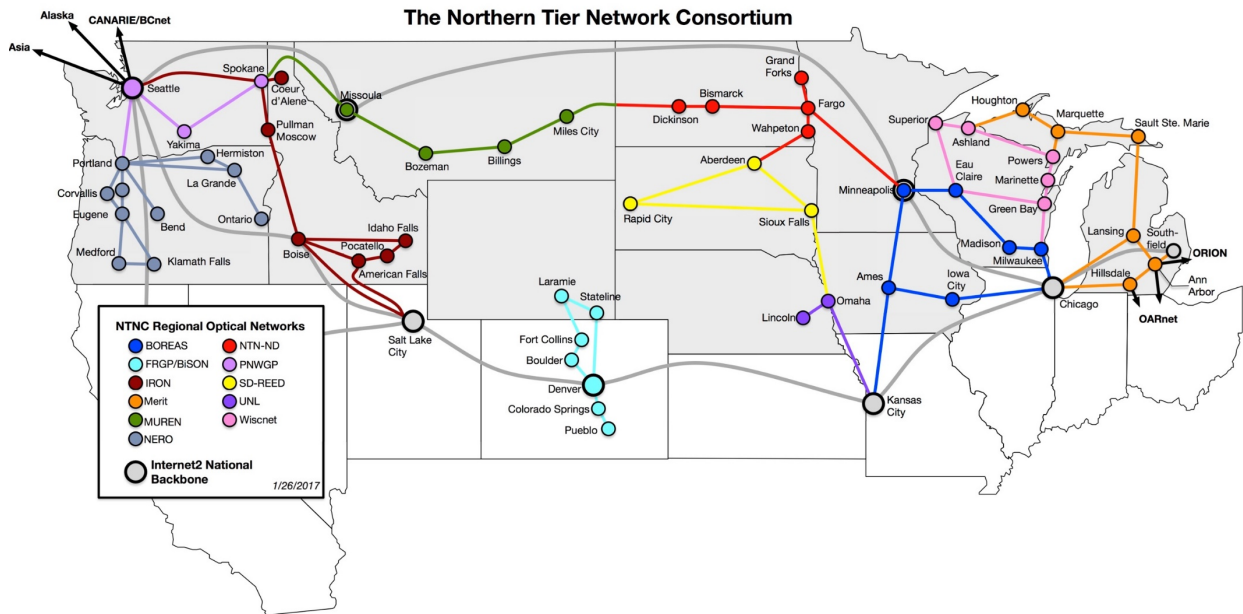 The Northern Tier Network Consortium
Alaska
CANARIE/BCnet
Asia
Seattle
Spokane
Coeur
d'Alene
Missoula
Yakima
Pullman
Moscow
Portland
Hermiston
La Grande
Corvallis
Eugene
Bend
Ontario
Medford
Klamath Falls
Boise
Idaho Falls
Pocatello
American Falls
Bozeman
Billings
Miles City
Dickinson
Bismarck
Grand
Forks
Fargo
Wahpeton
Aberdeen
Rapid City
Sioux Falls
Minneapolis
Superior
Ashland
Houghton
Marquette
Sault Ste. Marie
Powers
Marinette
Eau
Claire
Green Bay
Madison
Milwaukee
Lansing
South-
field
ORION
Ann
Arbor
Hillsdale
OARnet
Chicago
Ames
Iowa
City
Omaha
Lincoln
Kansas
City
Laramie
Stateline
Fort Collins
Boulder
Denver
Colorado Springs
Pueblo
Salt Lake
City
NTNC Regional Optical Networks
BOREAS
NTN-ND
FRGP/BiSON
PNWGP
IRON
SD-REED
Merit
UNL
MUREN
Wiscnet
NERO
Internet2 National
Backbone
1/26/2017